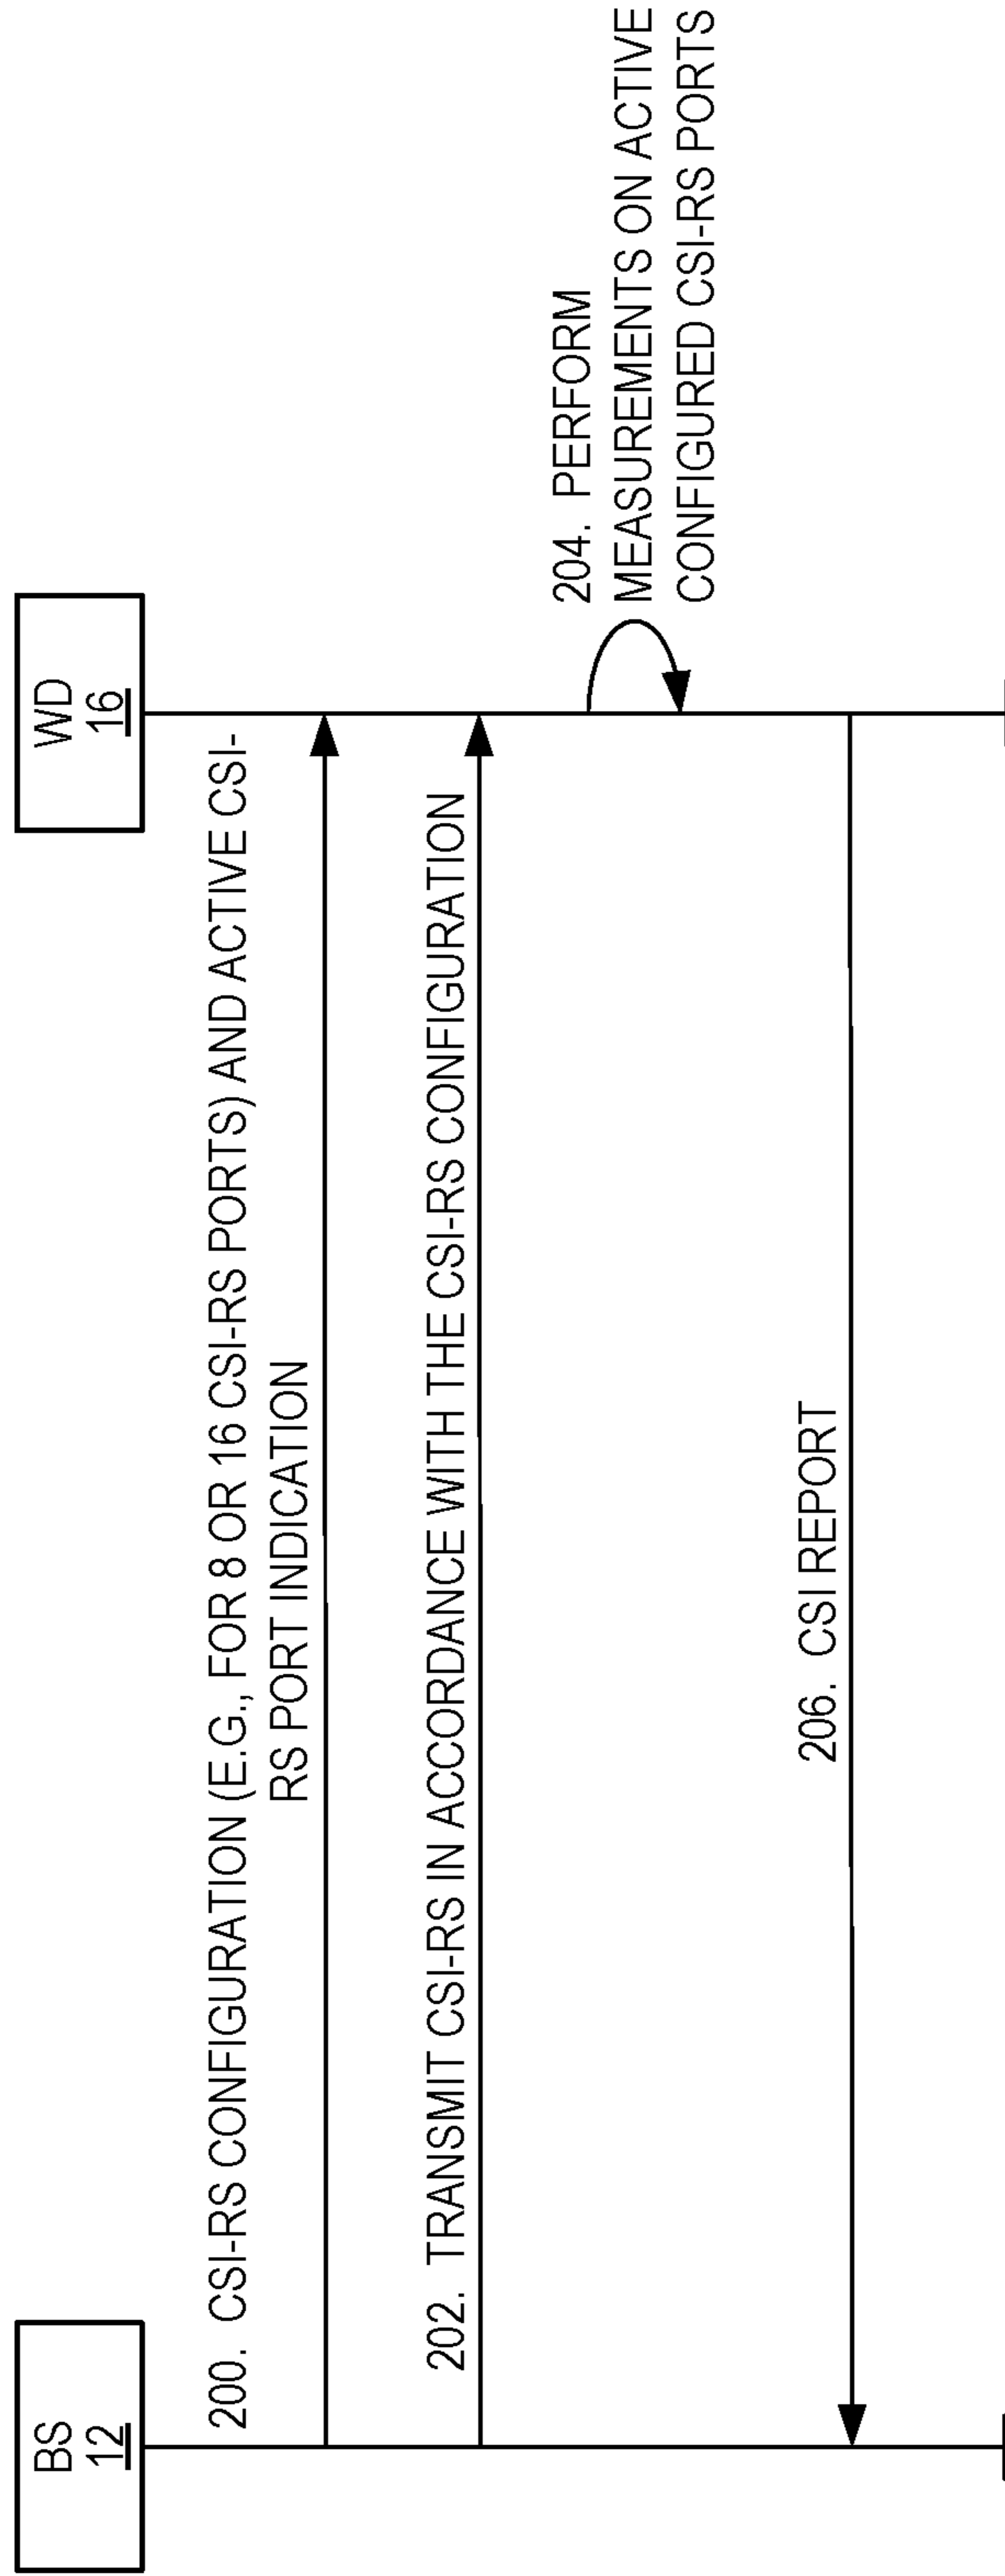 BS
12
WD
16
200. CSI-RS CONFIGURATION (E.G., FOR 8 OR 16 CSI-RS PORTS) AND ACTIVE CSI-
RS PORT INDICATION
202. TRANSMIT CSI-RS IN ACCORDANCE WITH THE CSI-RS CONFIGURATION
204. PERFORM
MEASUREMENTS ON ACTIVE
CONFIGURED CSI-RS PORTS
206. CSI REPORT